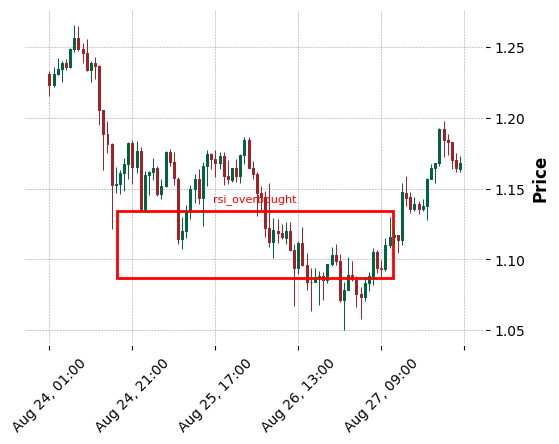 1.25
1.20
1.15
1.10
1.05
Price
rsi_overbought
Aug 24, 01:00
Aug 24, 21:00
Aug 25, 17:00
Aug 26, 13:00
Aug 27, 09:00